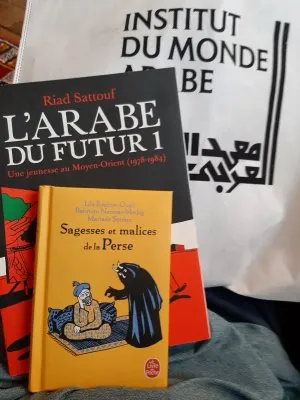 INSTITUT
DU MONDE
ARABE
معهد العا
العربي
Riad Sattouf
L'ARABE
DU FUTUR 1
Une jeunesse au Moyen-Orient (1978-1984)
Sagesses et malices
de la Perse